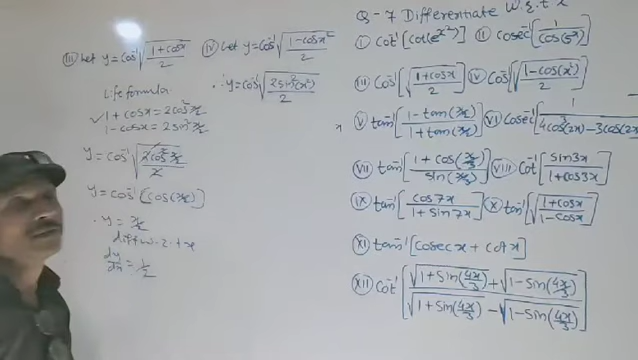 Q-7 Differentiate w.r.t x
(III) Let y = cos⁻¹ √((1+cosx)/2)
Life formula
✓ 1+cosx = 2cos² x/2
1-cosx = 2sin² x/2
y = cos⁻¹ √((2cos² x/2)/2)
y = cos⁻¹ [cos(x/2)]
∴ y = x/2
diff w.r.t x
dy/dx = 1/2
(IV) Let y = cos⁻¹ √((1-cosx²)/2)
∴ y = cos⁻¹ √((2sin²(x²))/2)
(I) cot⁻¹[cot(e^(x²))] (II) cosec⁻¹[1/cos(5^x)]
(III) cos⁻¹[√((1+cosx)/2)] (IV) cos⁻¹[√((1-cos(x²))/2)]
(V) tan⁻¹[(1-tan(x/2))/(1+tan(x/2))] (VI) cosec⁻¹[1/(4cos³(2x)-3cos(2x
(VII) tan⁻¹[(1+cos(x/3))/sin(x/3)] (VIII) cot⁻¹[sin3x/(1+cos3x)]
(IX) tan⁻¹[cos7x/(1+sin7x)] (X) tan⁻¹[√((1+cosx)/(1-cosx))]
(XI) tan⁻¹[cosecx + cotx]
(XII) cot⁻¹[(√(1+sin(4x/3)) + √(1-sin(4x/3)))/(√(1+sin(4x/3)) - √(1-sin(4x/3)))]